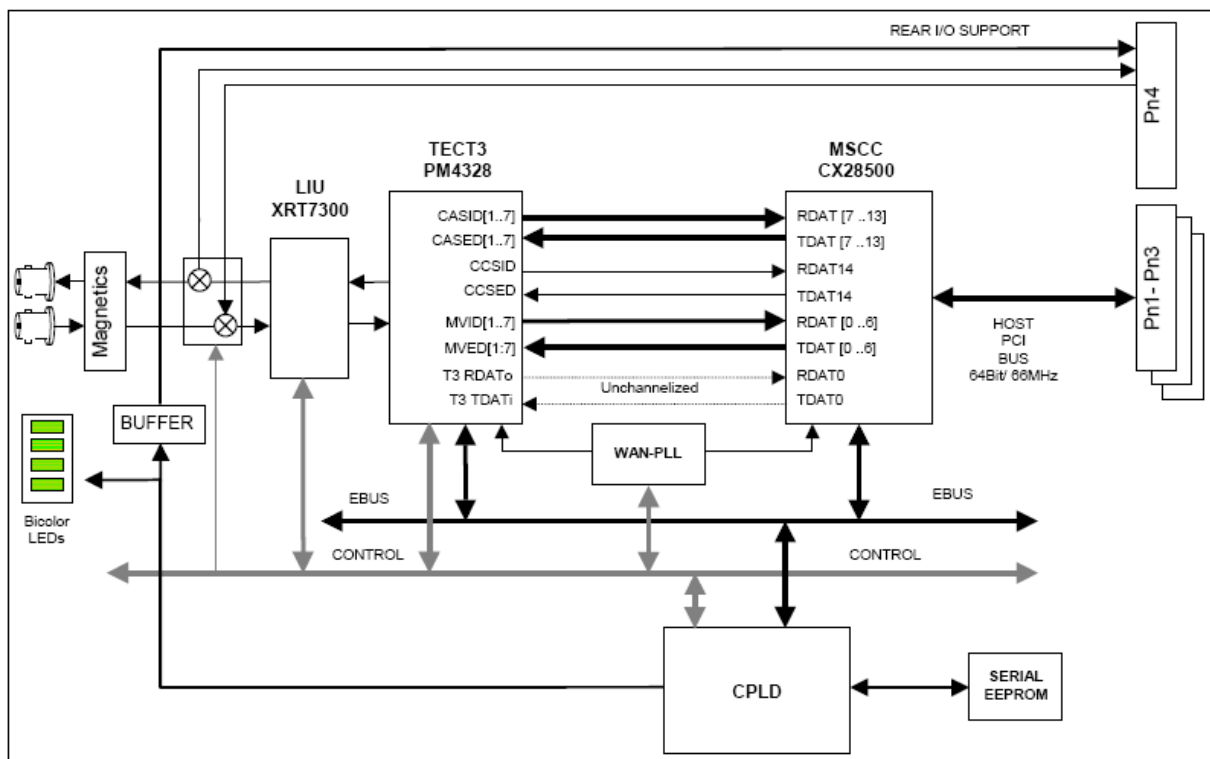 REAR I/O SUPPORT
Pn4
TECT3
PM4328
MSCC
CX28500
LIU
XRT7300
CASID[1..7]
CASED[1..7]
CCSID
CCSED
MVID[1..7]
MVED[1:7]
T3 RDATo
T3 TDATi
Unchannelized
RDAT [7 ..13]
TDAT [7 ..13]
RDAT14
TDAT14
RDAT [0 ..6]
TDAT [0 ..6]
RDAT0
TDAT0
Pn1- Pn3
HOST
PCI
BUS
64Bit/ 66MHz
Magnetics
BUFFER
WAN-PLL
Bicolor
LEDs
EBUS
EBUS
CONTROL
CONTROL
CPLD
SERIAL
EEPROM